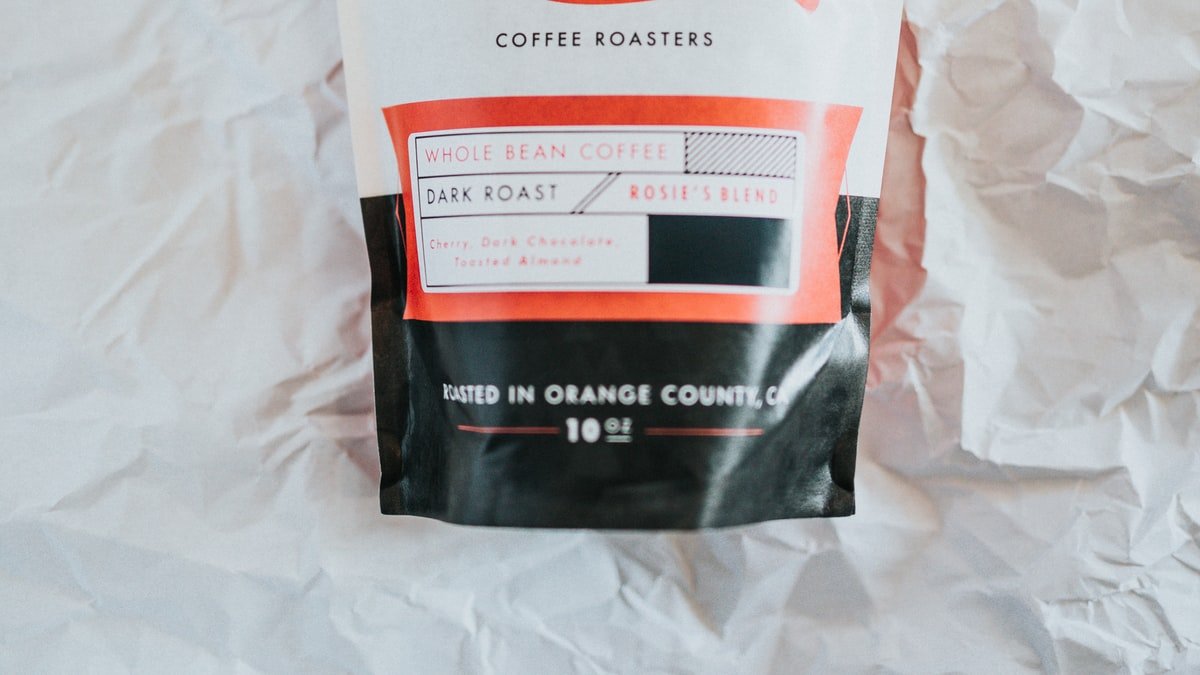 COFFEE ROASTERS
WHOLE BEAN COFFEE
DARK ROAST // ROSIE'S BLEND
Cherry, Dark Chocolate,
Toasted Almond
ROASTED IN ORANGE COUNTY, CA
10 OZ